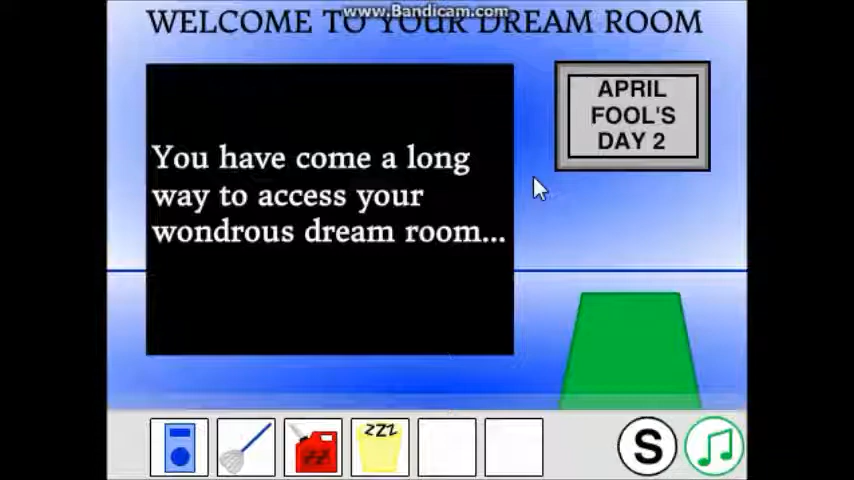 www.Bandicam.com
WELCOME TO YOUR DREAM ROOM
APRIL
FOOL'S
DAY 2
You have come a long
way to access your
wondrous dream room...
ZZ
ZZZ
S